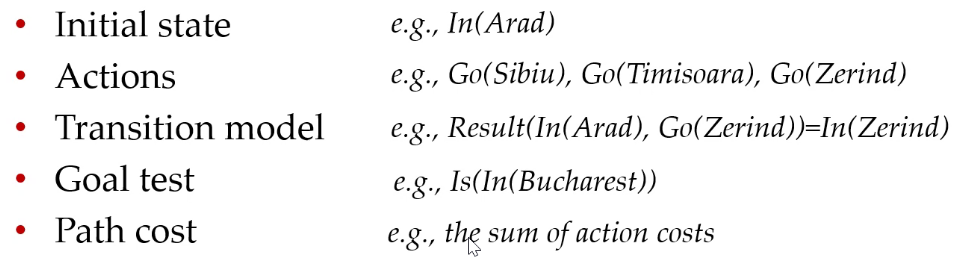 • Initial state e.g., In(Arad)
• Actions e.g., Go(Sibiu), Go(Timisoara), Go(Zerind)
• Transition model e.g., Result(In(Arad), Go(Zerind))=In(Zerind)
• Goal test e.g., Is(In(Bucharest))
• Path cost e.g., the sum of action costs